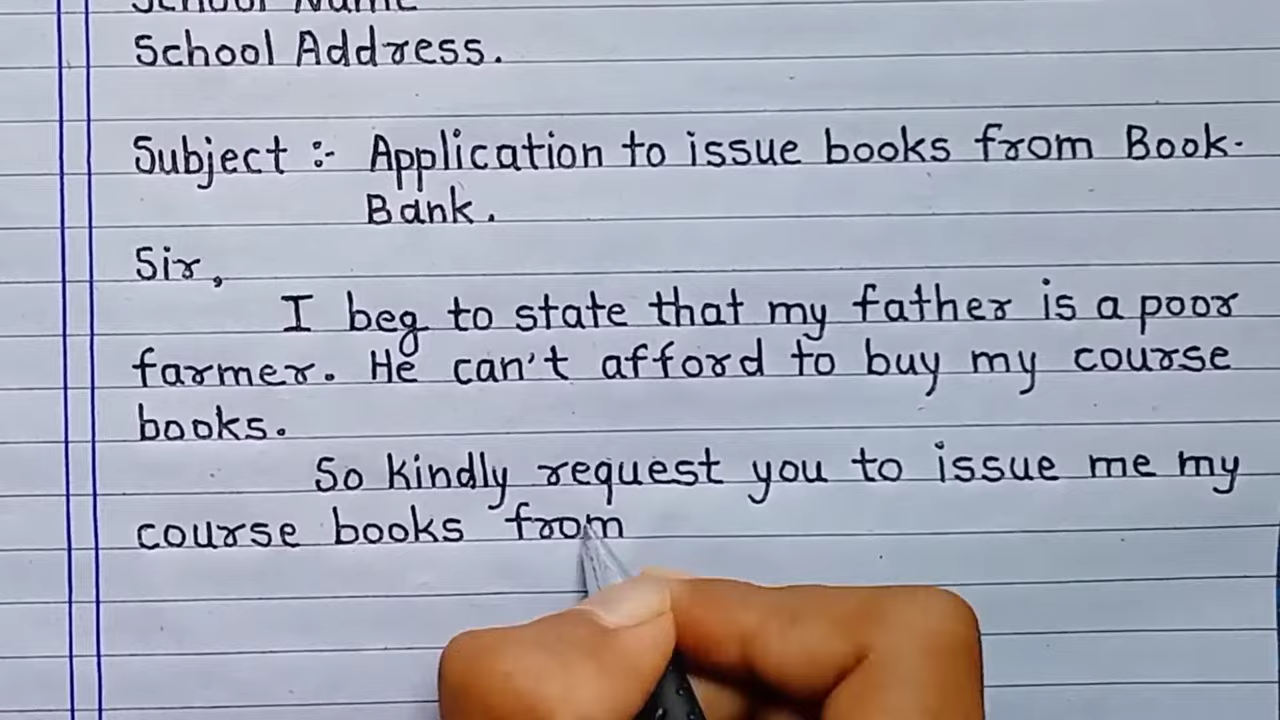 School Name
School Address.
Subject :- Application to issue books from Book-
Bank.
Sir,
I beg to state that my father is a poor
farmer. He can't afford to buy my course
books.
So kindly request you to issue me my
course books from